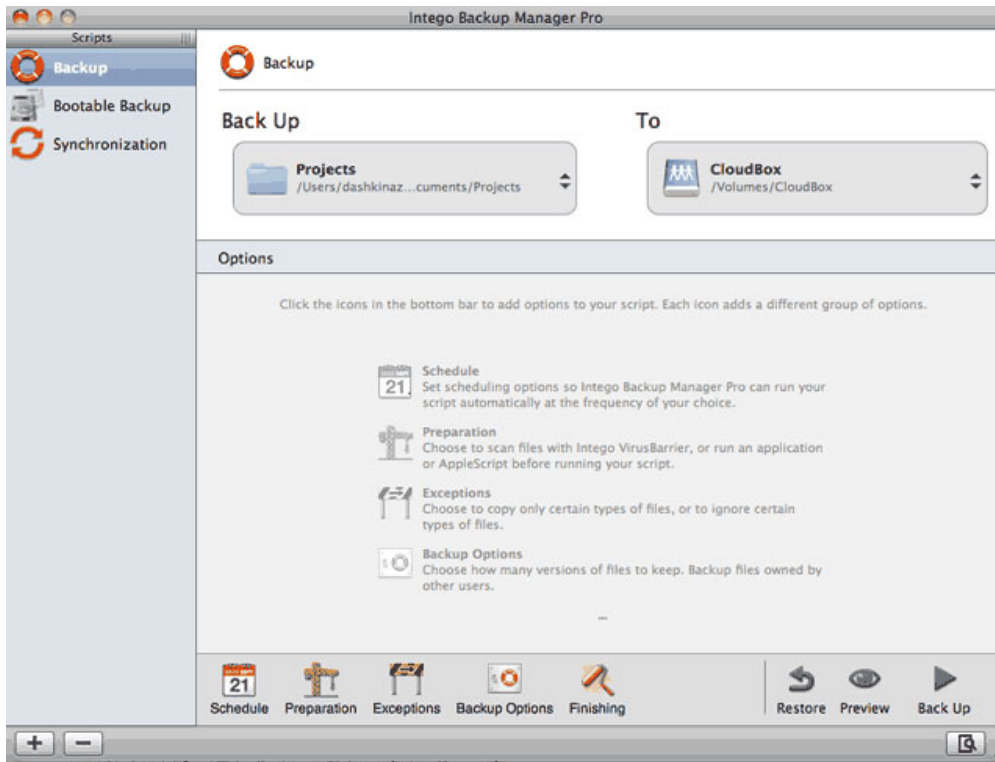 Intego Backup Manager Pro
Scripts
Backup
Bootable Backup
Synchronization
Backup
Back Up
To
Projects
/Users/dashkinaz...cuments/Projects
CloudBox
/Volumes/CloudBox
Options
Click the icons in the bottom bar to add options to your script. Each icon adds a different group of options.
21
Schedule
Set scheduling options so Intego Backup Manager Pro can run your
script automatically at the frequency of your choice.
Preparation
Choose to scan files with Intego VirusBarrier, or run an application
or AppleScript before running your script.
Exceptions
Choose to copy only certain types of files, or to ignore certain
types of files.
Backup Options
Choose how many versions of files to keep. Backup files owned by
other users.
...
21
Schedule
Preparation
Exceptions
Backup Options
Finishing
Restore
Preview
Back Up